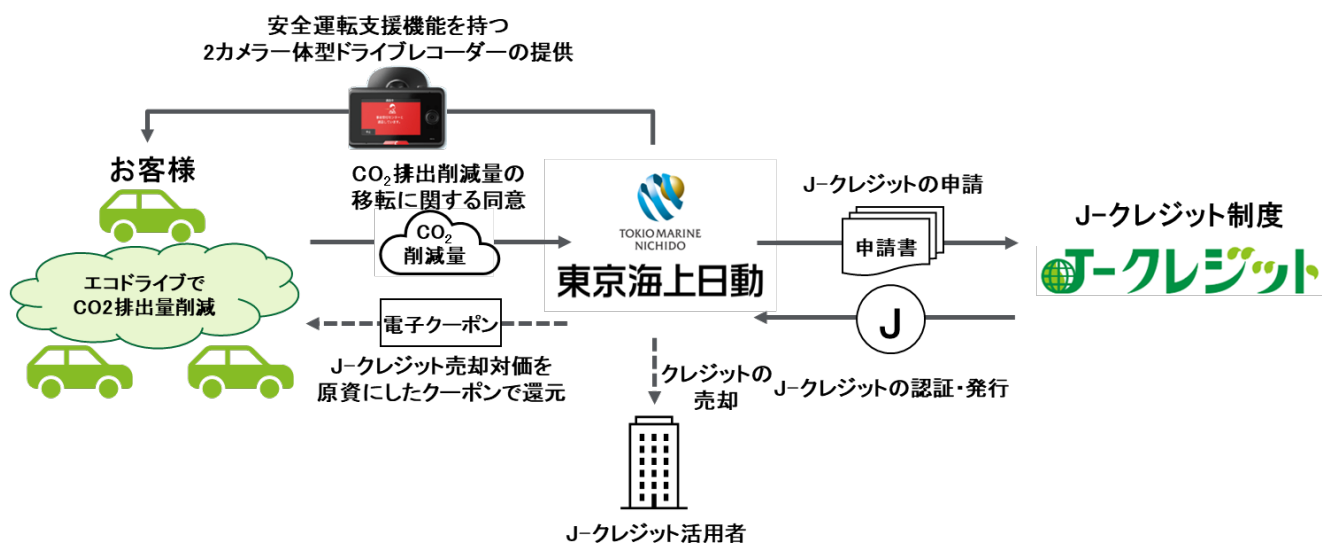 安全運転支援機能を持つ
2カメラ一体型ドライブレコーダーの提供
お客様
CO₂排出削減量の
移転に関する同意
CO₂
削減量
エコドライブで
CO2排出量削減
電子クーポン
J-クレジット売却対価を
原資にしたクーポンで還元
TOKIO MARINE
NICHIDO
東京海上日動
J-クレジットの申請
申請書
J-クレジット制度
J-クレジット
J
J-クレジットの認証・発行
クレジットの
売却
J-クレジット活用者